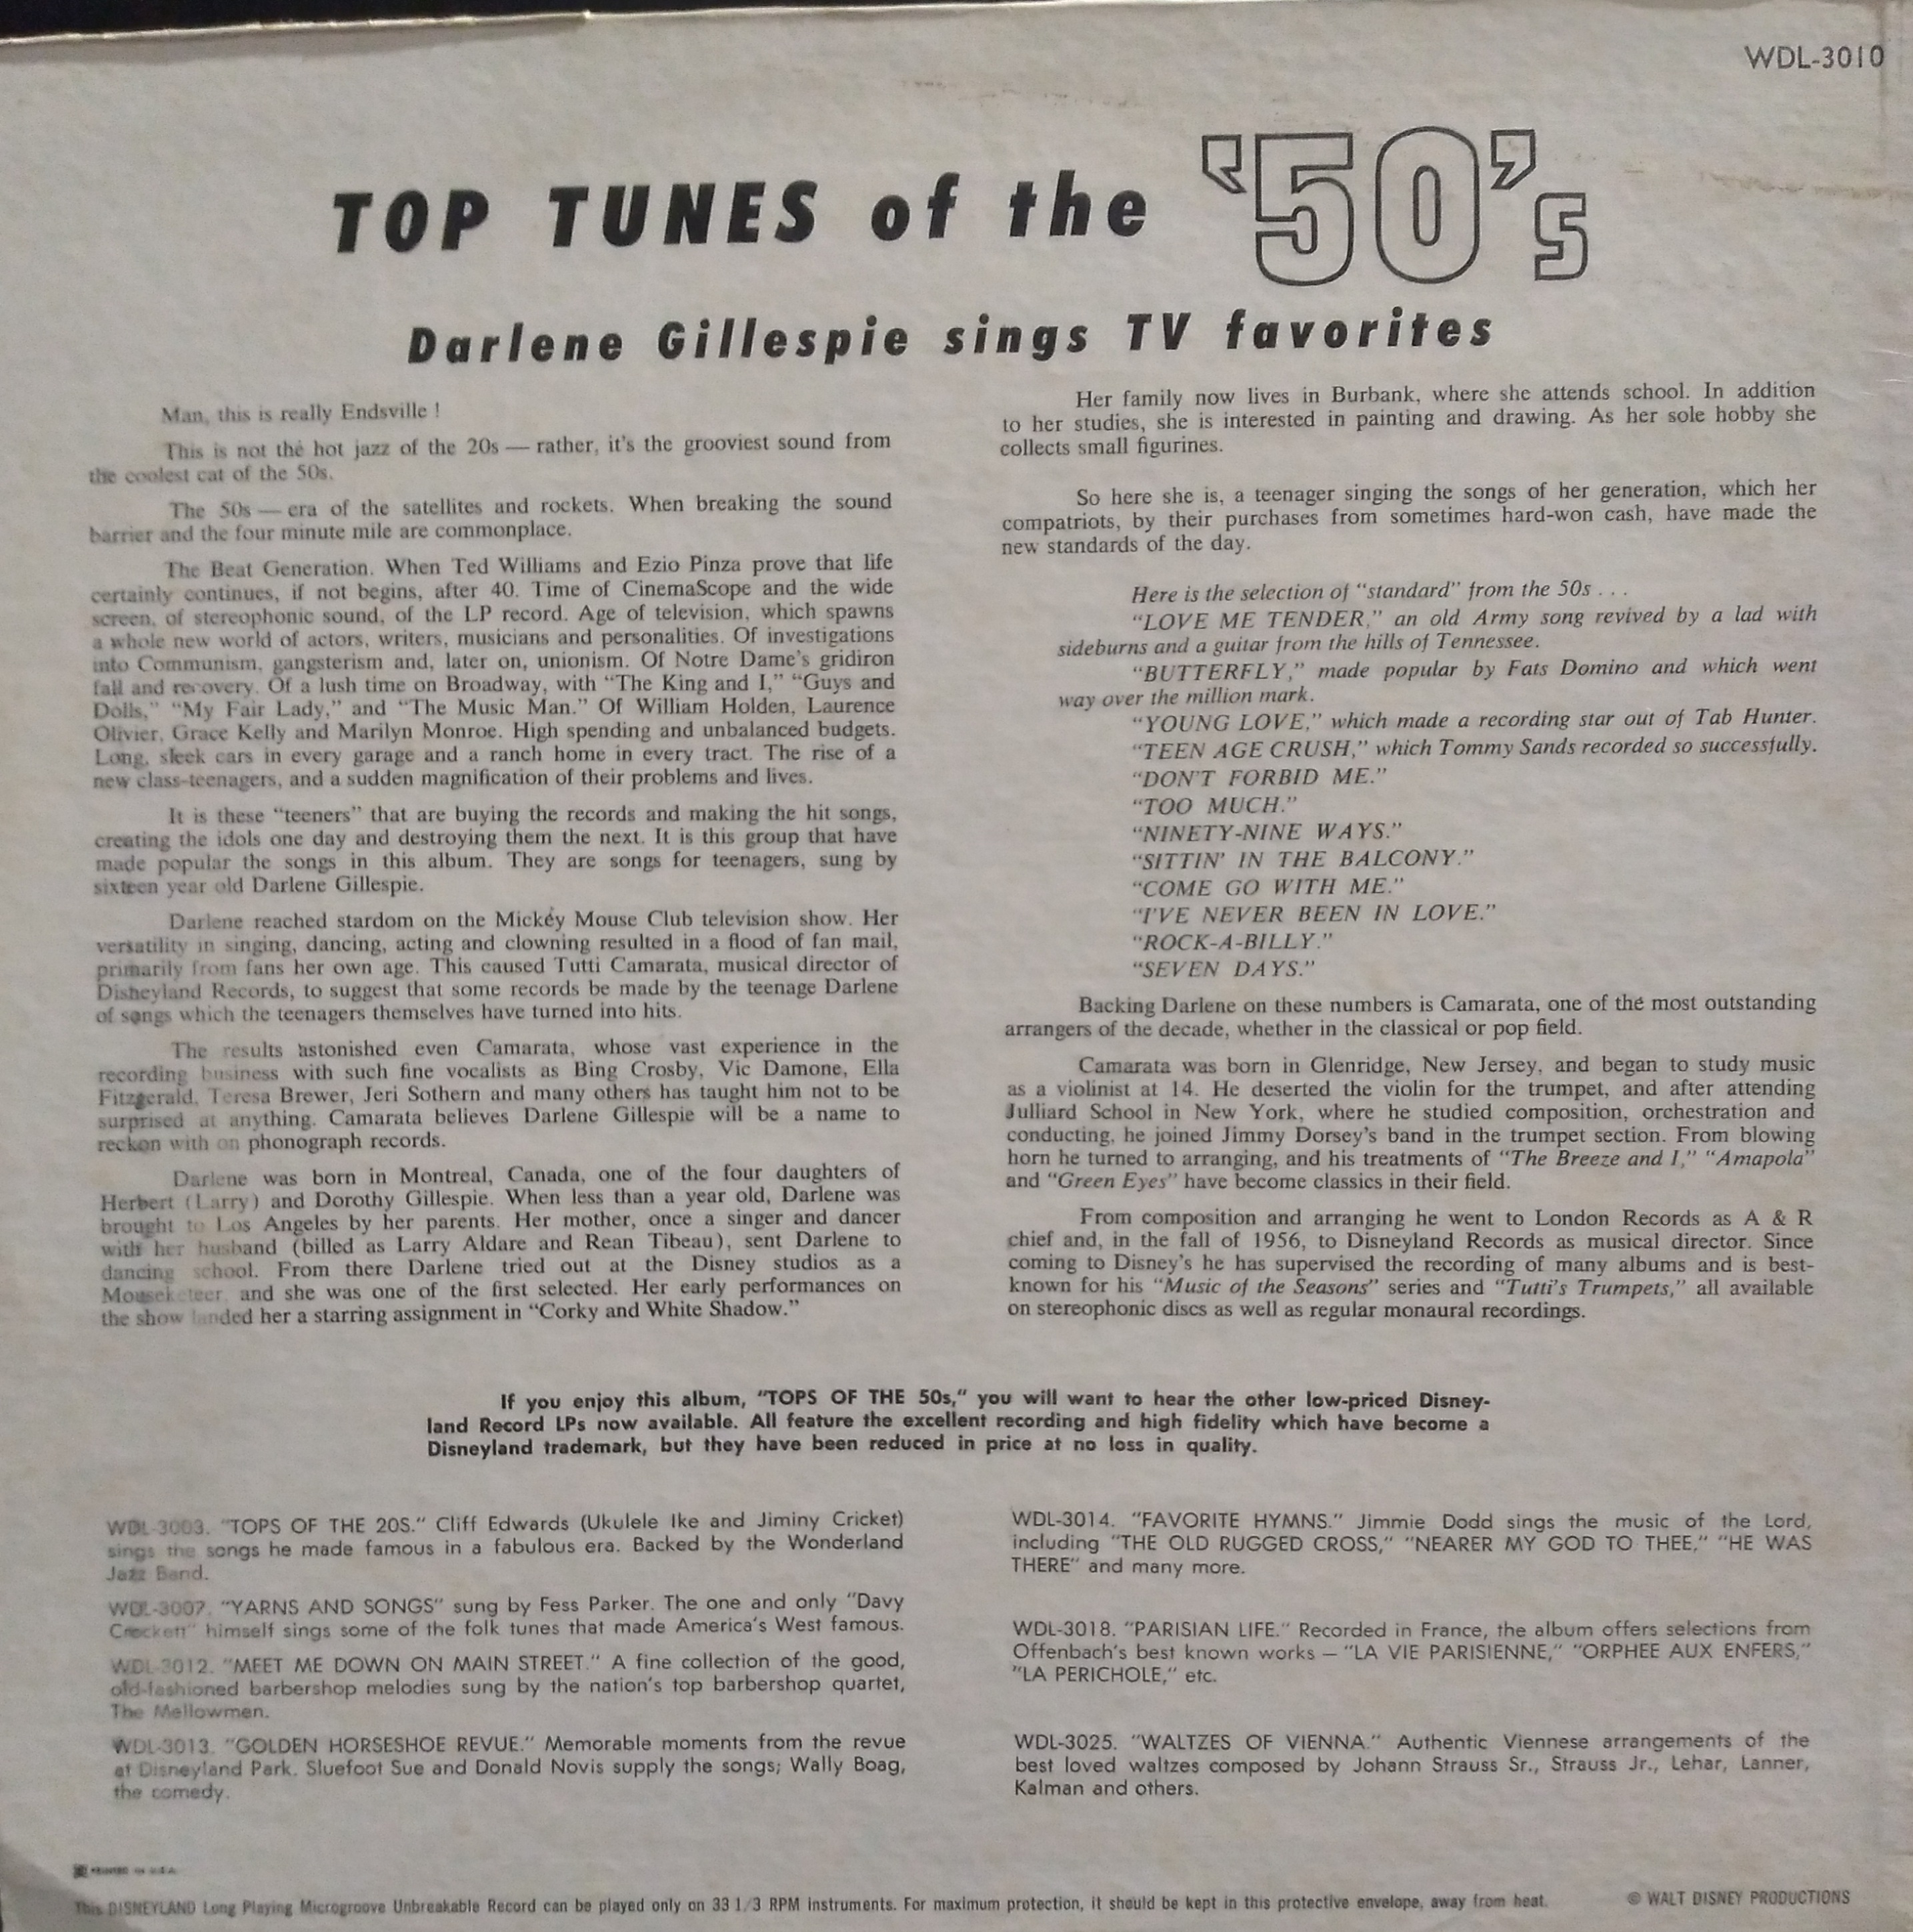 WDL-3010
TOP TUNES of the '50's
Darlene Gillespie sings TV favorites
Man, this is really Endsville !
This is not the hot jazz of the 20s — rather, it's the grooviest sound from
the coolest cat of the 50s.
The 50s — era of the satellites and rockets. When breaking the sound
barrier and the four minute mile are commonplace.
The Beat Generation. When Ted Williams and Ezio Pinza prove that life
certainly continues, if not begins, after 40. Time of CinemaScope and the wide
screen, of stereophonic sound, of the LP record. Age of television, which spawns
a whole new world of actors, writers, musicians and personalities. Of investigations
into Communism, gangsterism and, later on, unionism. Of Notre Dame's gridiron
fall and recovery. Of a lush time on Broadway, with "The King and I," "Guys and
Dolls," "My Fair Lady," and "The Music Man." Of William Holden, Laurence
Olivier, Grace Kelly and Marilyn Monroe. High spending and unbalanced budgets.
Long, sleek cars in every garage and a ranch home in every tract. The rise of a
new class-teenagers, and a sudden magnification of their problems and lives.
It is these "teeners" that are buying the records and making the hit songs,
creating the idols one day and destroying them the next. It is this group that have
made popular the songs in this album. They are songs for teenagers, sung by
sixteen year old Darlene Gillespie.
Darlene reached stardom on the Mickey Mouse Club television show. Her
versatility in singing, dancing, acting and clowning resulted in a flood of fan mail,
primarily from fans her own age. This caused Tutti Camarata, musical director of
Disneyland Records, to suggest that some records be made by the teenage Darlene
of songs which the teenagers themselves have turned into hits.
The results astonished even Camarata, whose vast experience in the
recording business with such fine vocalists as Bing Crosby, Vic Damone, Ella
Fitzgerald, Teresa Brewer, Jeri Sothern and many others has taught him not to be
surprised at anything. Camarata believes Darlene Gillespie will be a name to
reckon with on phonograph records.
Darlene was born in Montreal, Canada, one of the four daughters of
Herbert (Larry) and Dorothy Gillespie. When less than a year old, Darlene was
brought to Los Angeles by her parents. Her mother, once a singer and dancer
with her husband (billed as Larry Aldare and Rean Tibeau), sent Darlene to
dancing school. From there Darlene tried out at the Disney studios as a
Mouseketeer and she was one of the first selected. Her early performances on
the show landed her a starring assignment in "Corky and White Shadow."
Her family now lives in Burbank, where she attends school. In addition
to her studies, she is interested in painting and drawing. As her sole hobby she
collects small figurines.
So here she is, a teenager singing the songs of her generation, which her
compatriots, by their purchases from sometimes hard-won cash, have made the
new standards of the day.
Here is the selection of "standard" from the 50s . . .
"LOVE ME TENDER," an old Army song revived by a lad with
sideburns and a guitar from the hills of Tennessee.
"BUTTERFLY," made popular by Fats Domino and which went
way over the million mark.
"YOUNG LOVE," which made a recording star out of Tab Hunter.
"TEEN AGE CRUSH," which Tommy Sands recorded so successfully.
"DON'T FORBID ME."
"TOO MUCH."
"NINETY-NINE WAYS."
"SITTIN' IN THE BALCONY."
"COME GO WITH ME."
"I'VE NEVER BEEN IN LOVE."
"ROCK-A-BILLY."
"SEVEN DAYS."
Backing Darlene on these numbers is Camarata, one of the most outstanding
arrangers of the decade, whether in the classical or pop field.
Camarata was born in Glenridge, New Jersey, and began to study music
as a violinist at 14. He deserted the violin for the trumpet, and after attending
Julliard School in New York, where he studied composition, orchestration and
conducting, he joined Jimmy Dorsey's band in the trumpet section. From blowing
horn he turned to arranging, and his treatments of "The Breeze and I," "Amapola"
and "Green Eyes" have become classics in their field.
From composition and arranging he went to London Records as A & R
chief and, in the fall of 1956, to Disneyland Records as musical director. Since
coming to Disney's he has supervised the recording of many albums and is best-
known for his "Music of the Seasons" series and "Tutti's Trumpets," all available
on stereophonic discs as well as regular monaural recordings.
If you enjoy this album, "TOPS OF THE 50s," you will want to hear the other low-priced Disney-
land Record LPs now available. All feature the excellent recording and high fidelity which have become a
Disneyland trademark, but they have been reduced in price at no loss in quality.
WDL-3003. "TOPS OF THE 20S." Cliff Edwards (Ukulele Ike and Jiminy Cricket)
sings the songs he made famous in a fabulous era. Backed by the Wonderland
Jazz Band.
WDL-3007. "YARNS AND SONGS" sung by Fess Parker. The one and only "Davy
Crockett" himself sings some of the folk tunes that made America's West famous.
WDL-3012. "MEET ME DOWN ON MAIN STREET." A fine collection of the good,
old-fashioned barbershop melodies sung by the nation's top barbershop quartet,
The Mellowmen.
WDL-3013. "GOLDEN HORSESHOE REVUE." Memorable moments from the revue
at Disneyland Park. Sluefoot Sue and Donald Novis supply the songs; Wally Boag,
the comedy.
WDL-3014. "FAVORITE HYMNS." Jimmie Dodd sings the music of the Lord,
including "THE OLD RUGGED CROSS," "NEARER MY GOD TO THEE," "HE WAS
THERE" and many more.
WDL-3018. "PARISIAN LIFE." Recorded in France, the album offers selections from
Offenbach's best known works — "LA VIE PARISIENNE," "ORPHEE AUX ENFERS,"
"LA PERICHOLE," etc.
WDL-3025. "WALTZES OF VIENNA." Authentic Viennese arrangements of the
best loved waltzes composed by Johann Strauss Sr., Strauss Jr., Lehar, Lanner,
Kalman and others.
PRINTED IN U.S.A.
This DISNEYLAND Long Playing Microgroove Unbreakable Record can be played only on 33 1/3 RPM instruments. For maximum protection, it should be kept in this protective envelope, away from heat.
© WALT DISNEY PRODUCTIONS